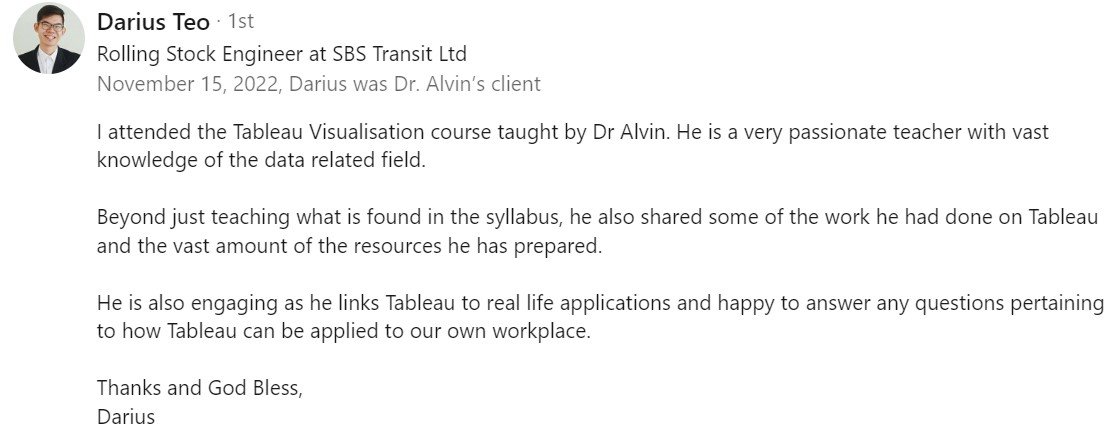 Darius Teo · 1st
Rolling Stock Engineer at SBS Transit Ltd
November 15, 2022, Darius was Dr. Alvin’s client
I attended the Tableau Visualisation course taught by Dr Alvin. He is a very passionate teacher with vast
knowledge of the data related field.
Beyond just teaching what is found in the syllabus, he also shared some of the work he had done on Tableau
and the vast amount of the resources he has prepared.
He is also engaging as he links Tableau to real life applications and happy to answer any questions pertaining
to how Tableau can be applied to our own workplace.
Thanks and God Bless,
Darius